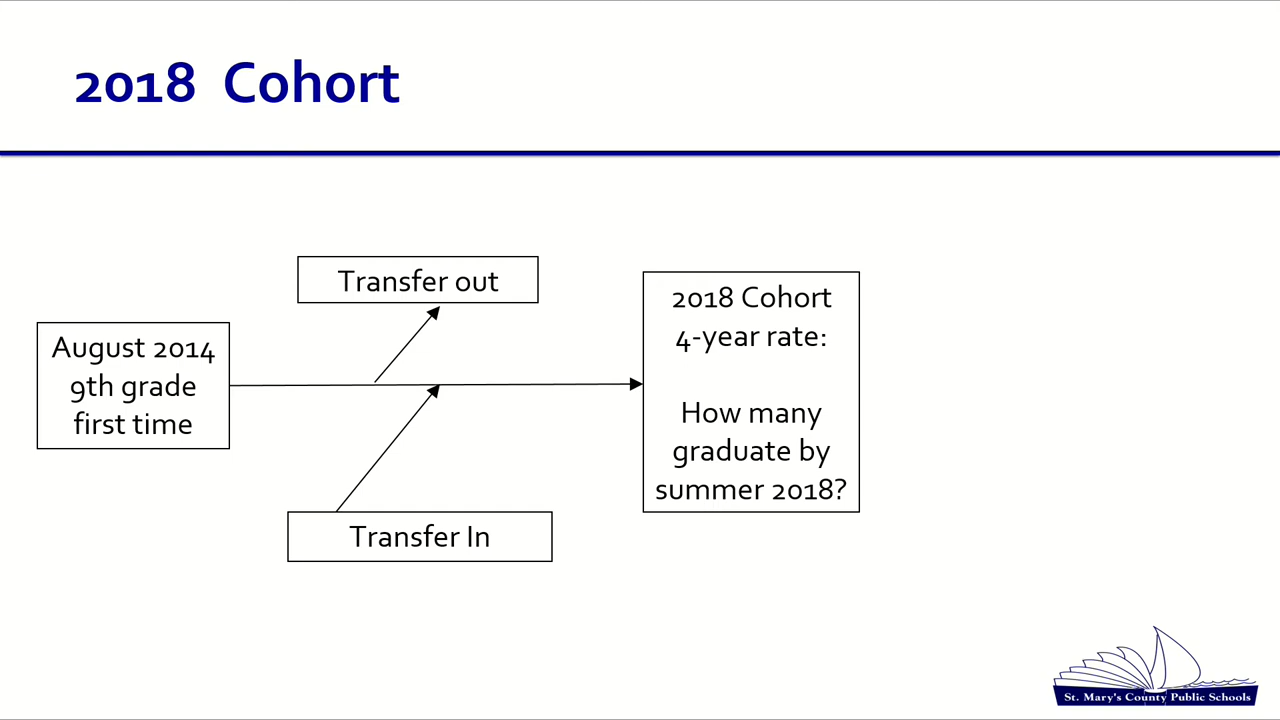 2018 Cohort
Transfer out
August 2014
9th grade
first time
2018 Cohort
4-year rate:
How many
graduate by
summer 2018?
Transfer In
St. Mary's County Public Schools